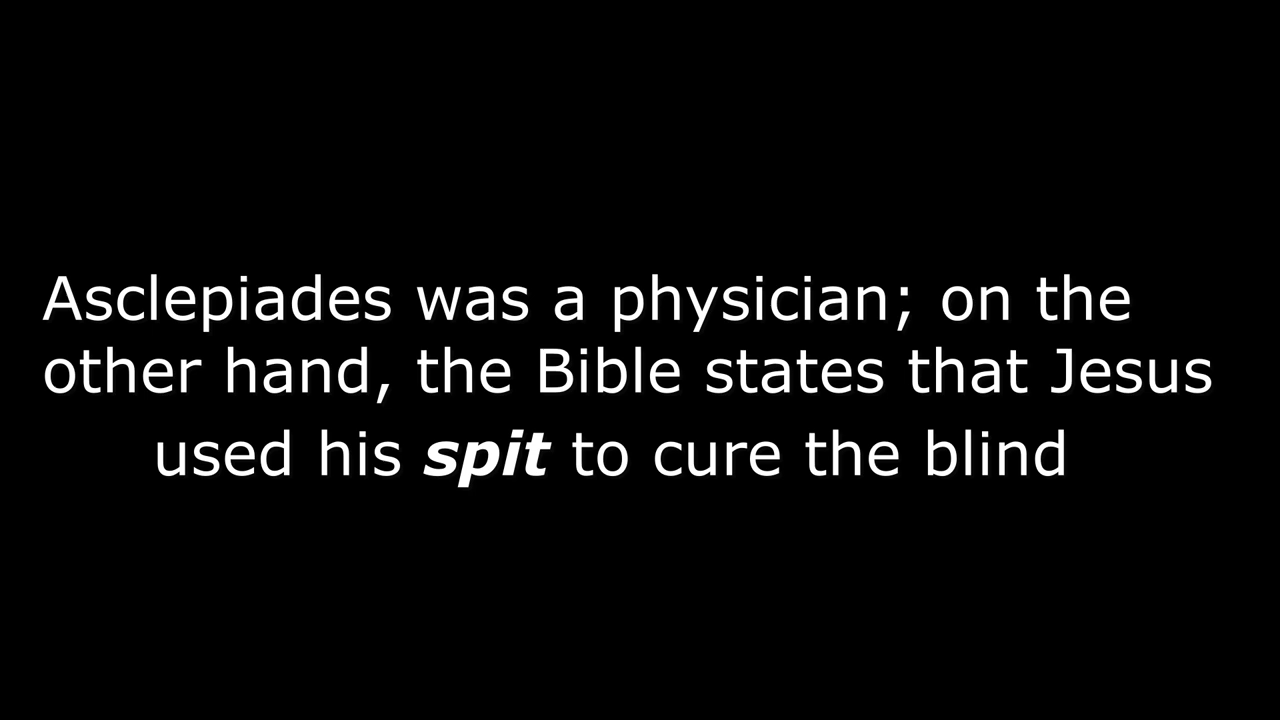 Asclepiades was a physician; on the
other hand, the Bible states that Jesus
used his spit to cure the blind